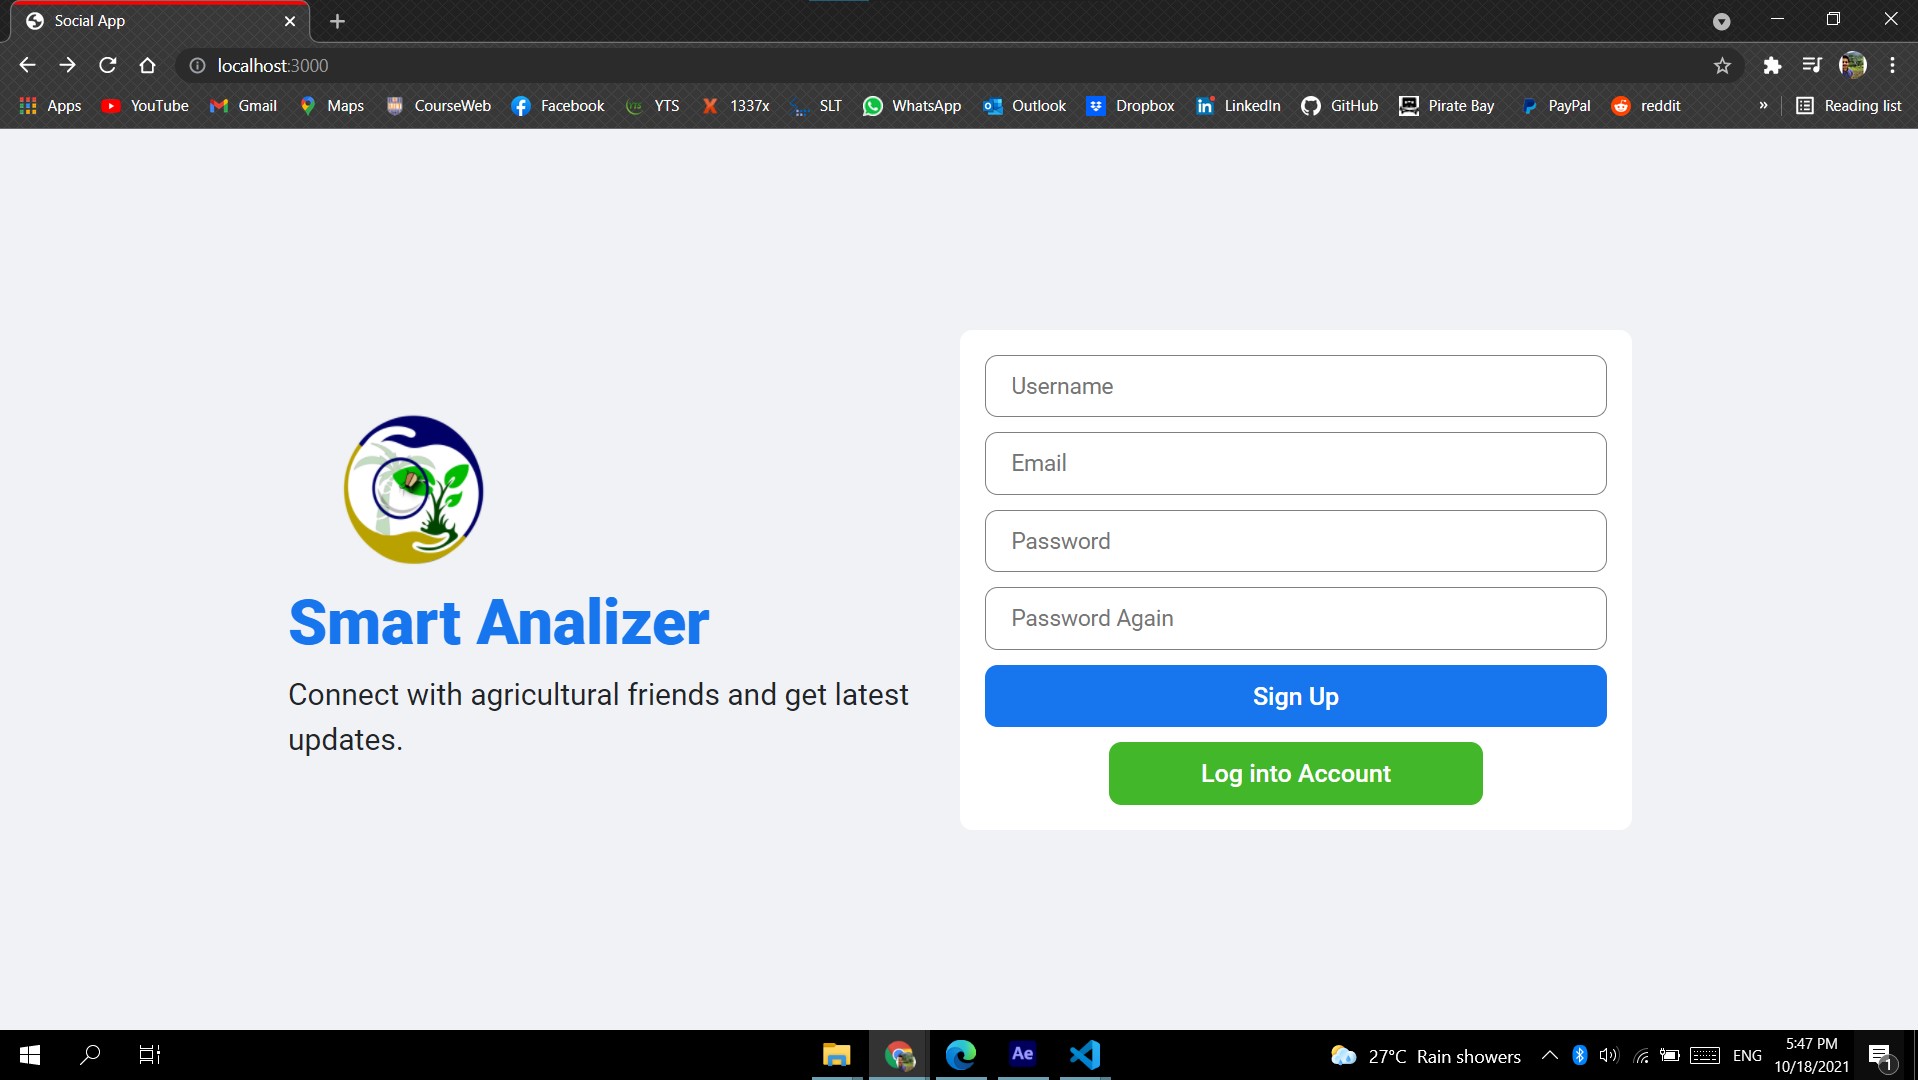 Social App
localhost:3000
Apps YouTube Gmail Maps CourseWeb Facebook YTS 1337x SLT WhatsApp Outlook Dropbox LinkedIn GitHub Pirate Bay PayPal reddit » Reading list
Username
Email
Password
Password Again
Sign Up
Log into Account
Smart Analizer
Connect with agricultural friends and get latest
updates.
Ae
27°C Rain showers
ENG
5:47 PM
10/18/2021
1